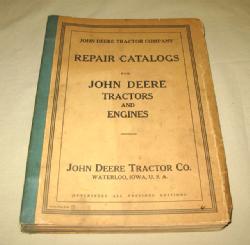 JOHN DEERE TRACTOR COMPANY
REPAIR CATALOGS
FOR
JOHN DEERE
TRACTORS
AND
ENGINES
JOHN DEERE TRACTOR CO.
WATERLOO, IOWA, U. S. A.
ALL PREVIOUS EDITIONS